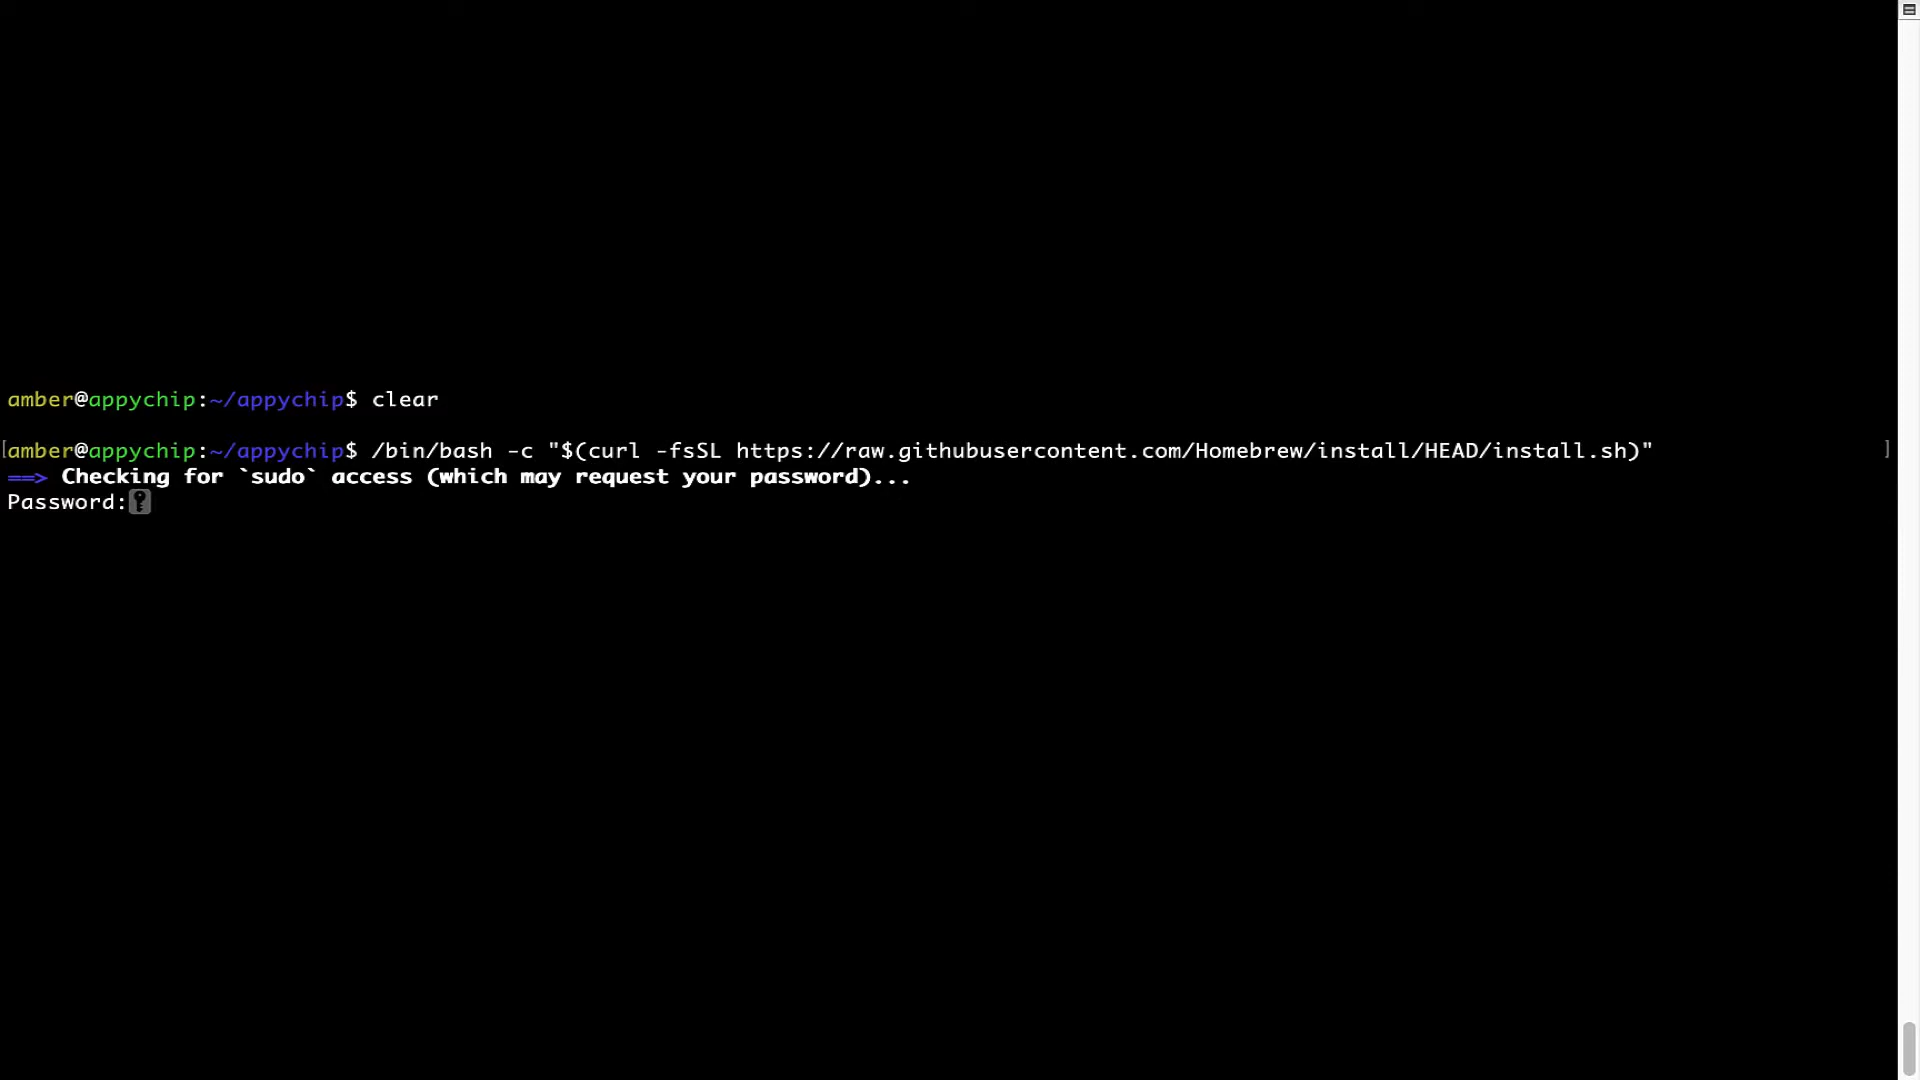 amber@appychip:~/appychip$ clear
[amber@appychip:~/appychip$ /bin/bash -c "$(curl -fsSL https://raw.githubusercontent.com/Homebrew/install/HEAD/install.sh)" ]
==> Checking for `sudo` access (which may request your password)...
Password: